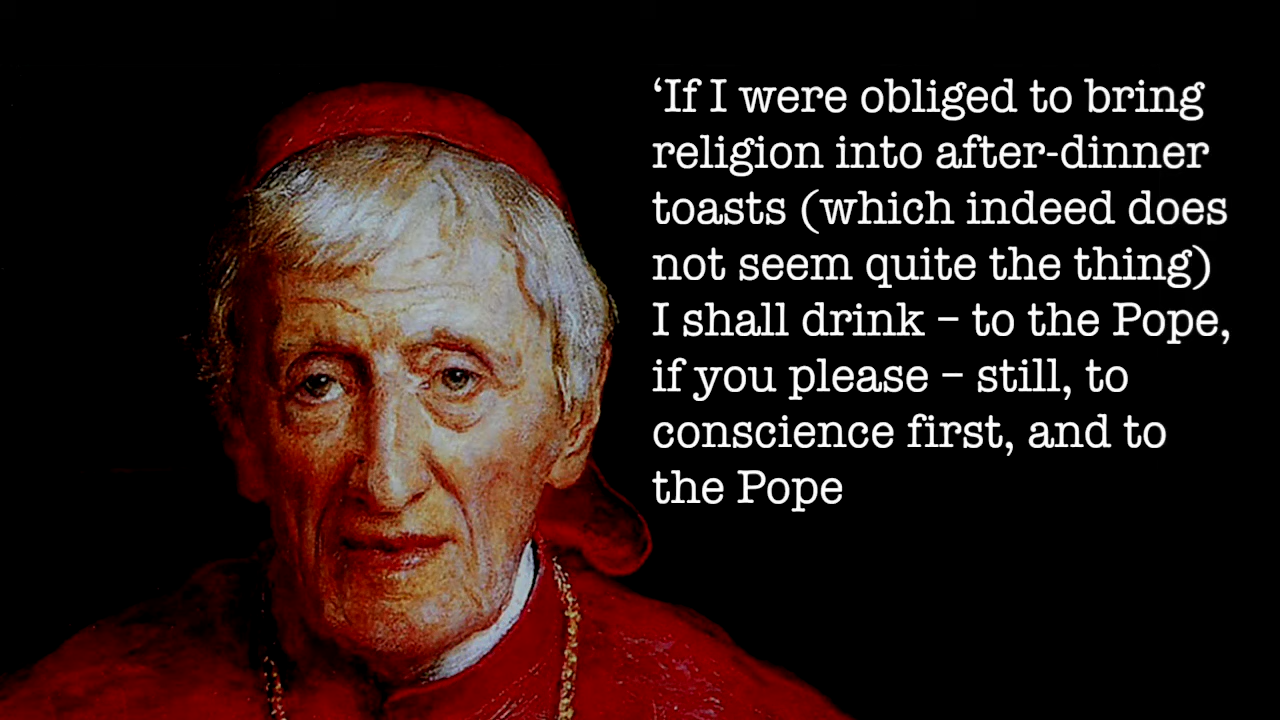 ‘If I were obliged to bring
religion into after-dinner
toasts (which indeed does
not seem quite the thing)
I shall drink – to the Pope,
if you please – still, to
conscience first, and to
the Pope